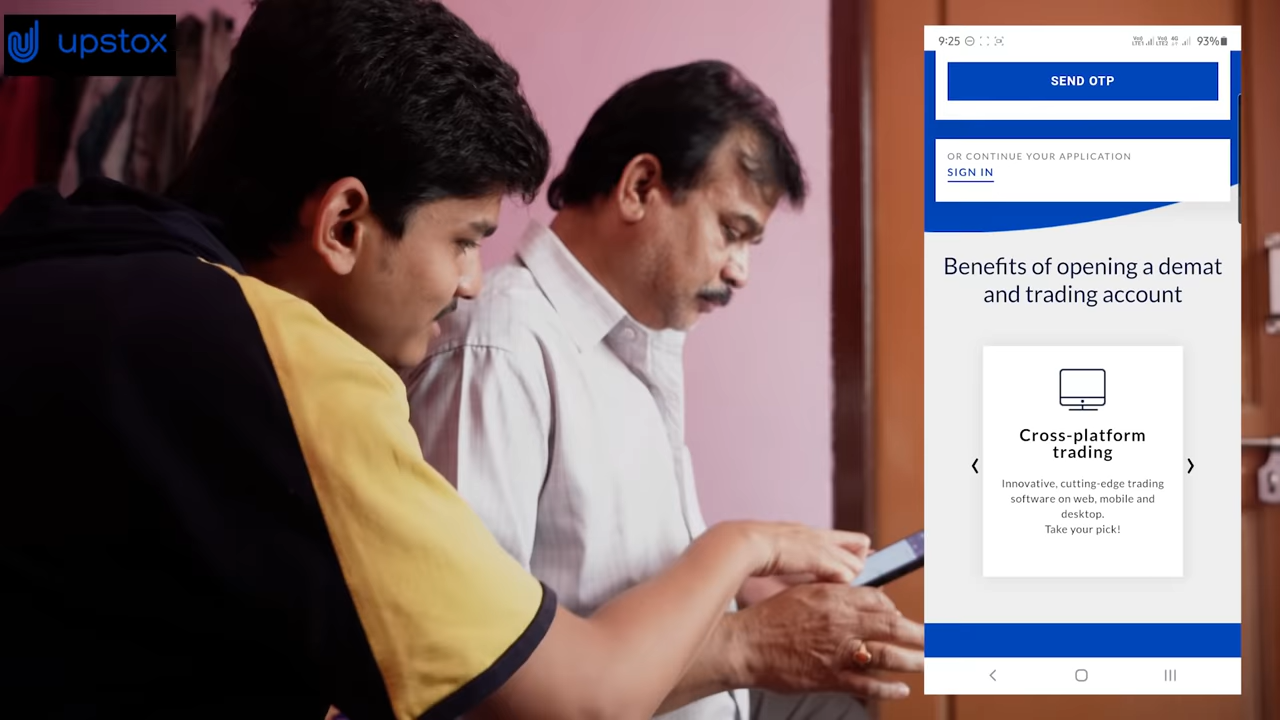 upstox
9:25
93%
SEND OTP
OR CONTINUE YOUR APPLICATION
SIGN IN
Benefits of opening a demat
and trading account
Cross-platform
trading
Innovative, cutting-edge trading
software on web, mobile and
desktop.
Take your pick!